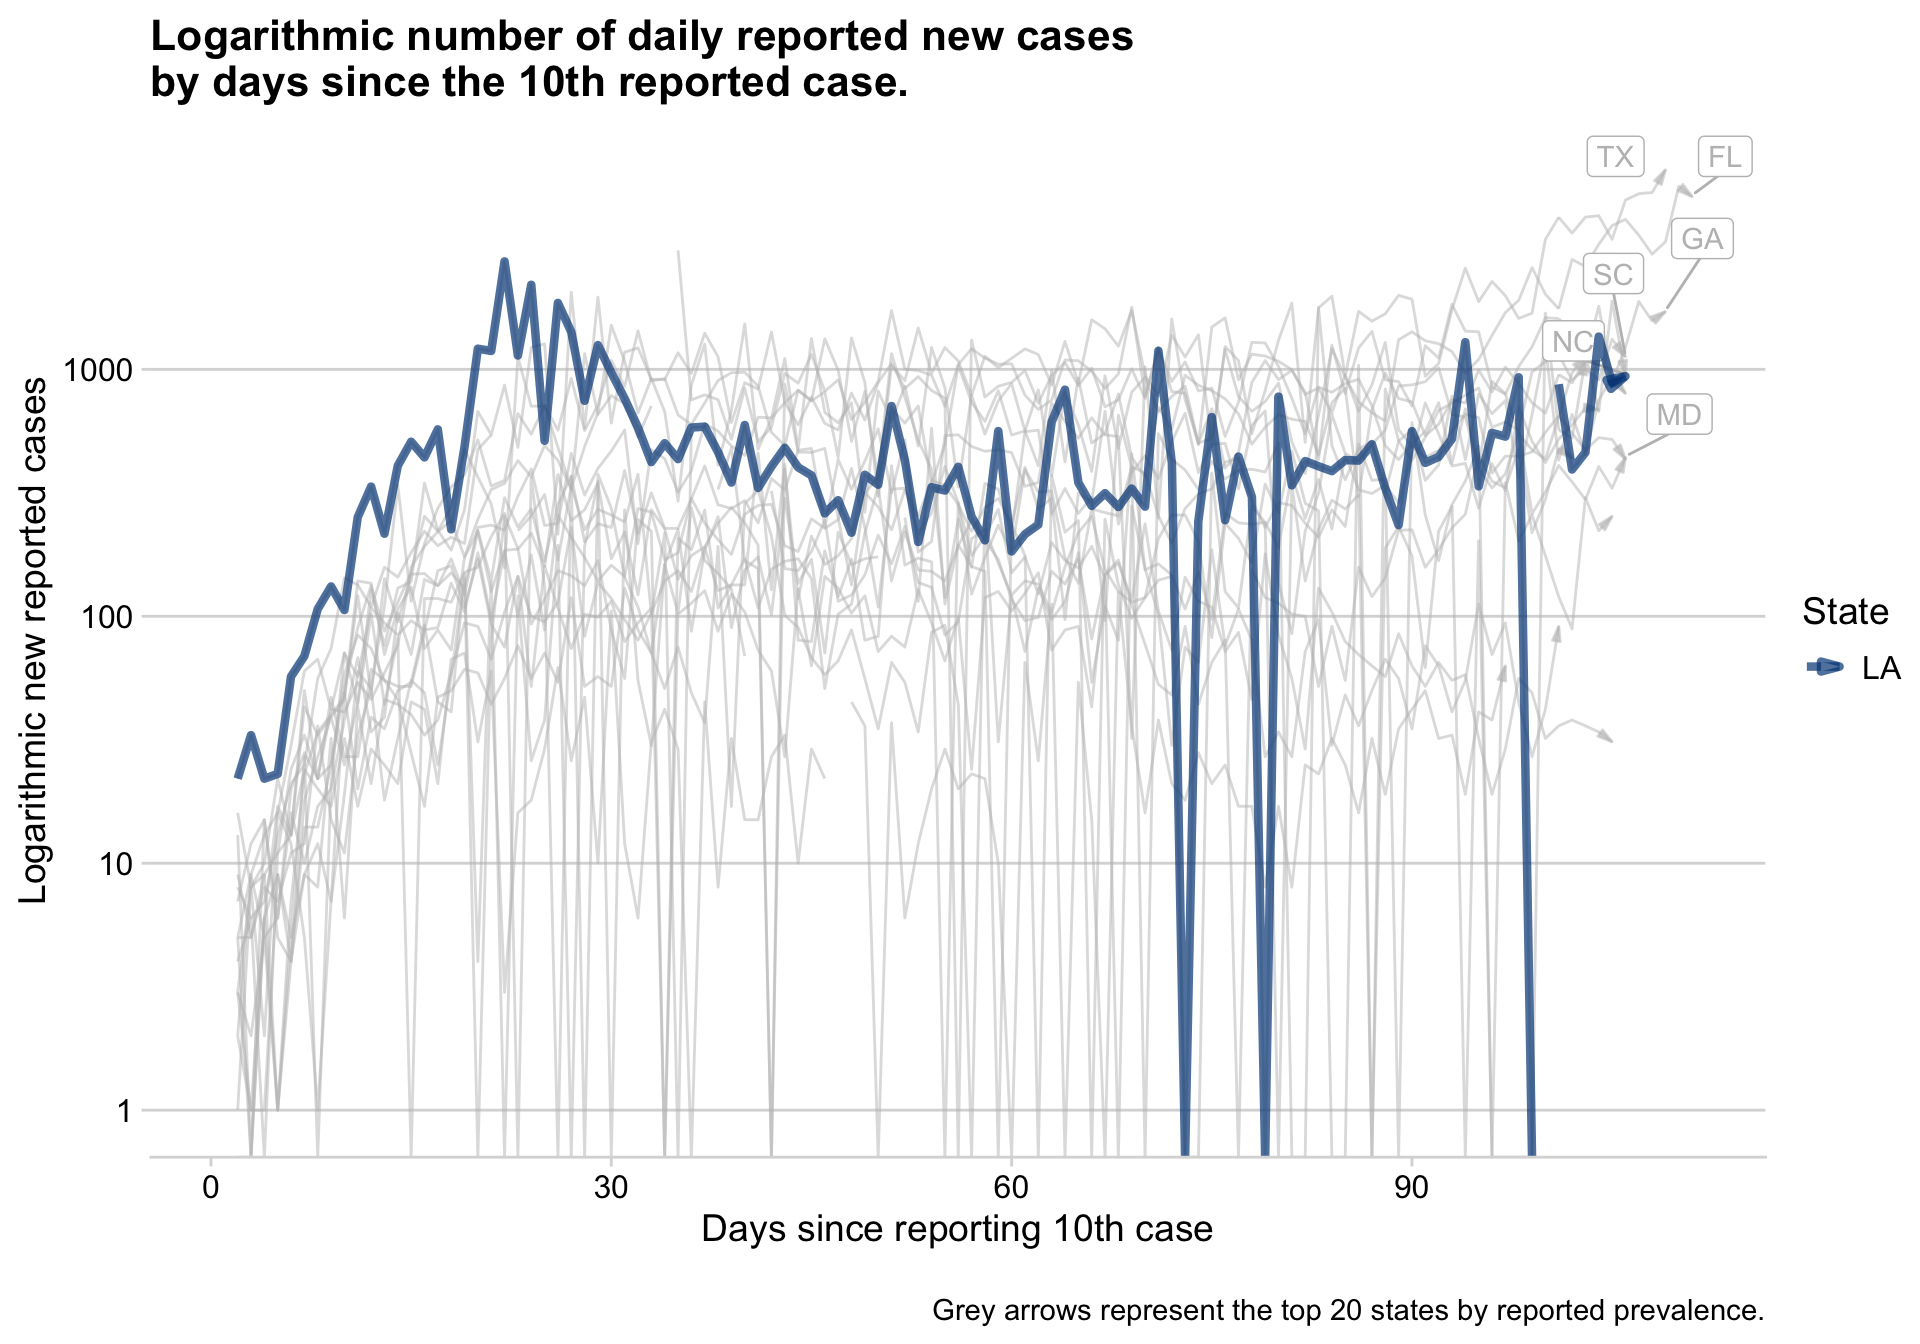 Logarithmic number of daily reported new cases
by days since the 10th reported case.
TX
FL
GA
SC
NC
MD
1000
100
10
1
Logarithmic new reported cases
0
30
60
90
Days since reporting 10th case
State
LA
Grey arrows represent the top 20 states by reported prevalence.